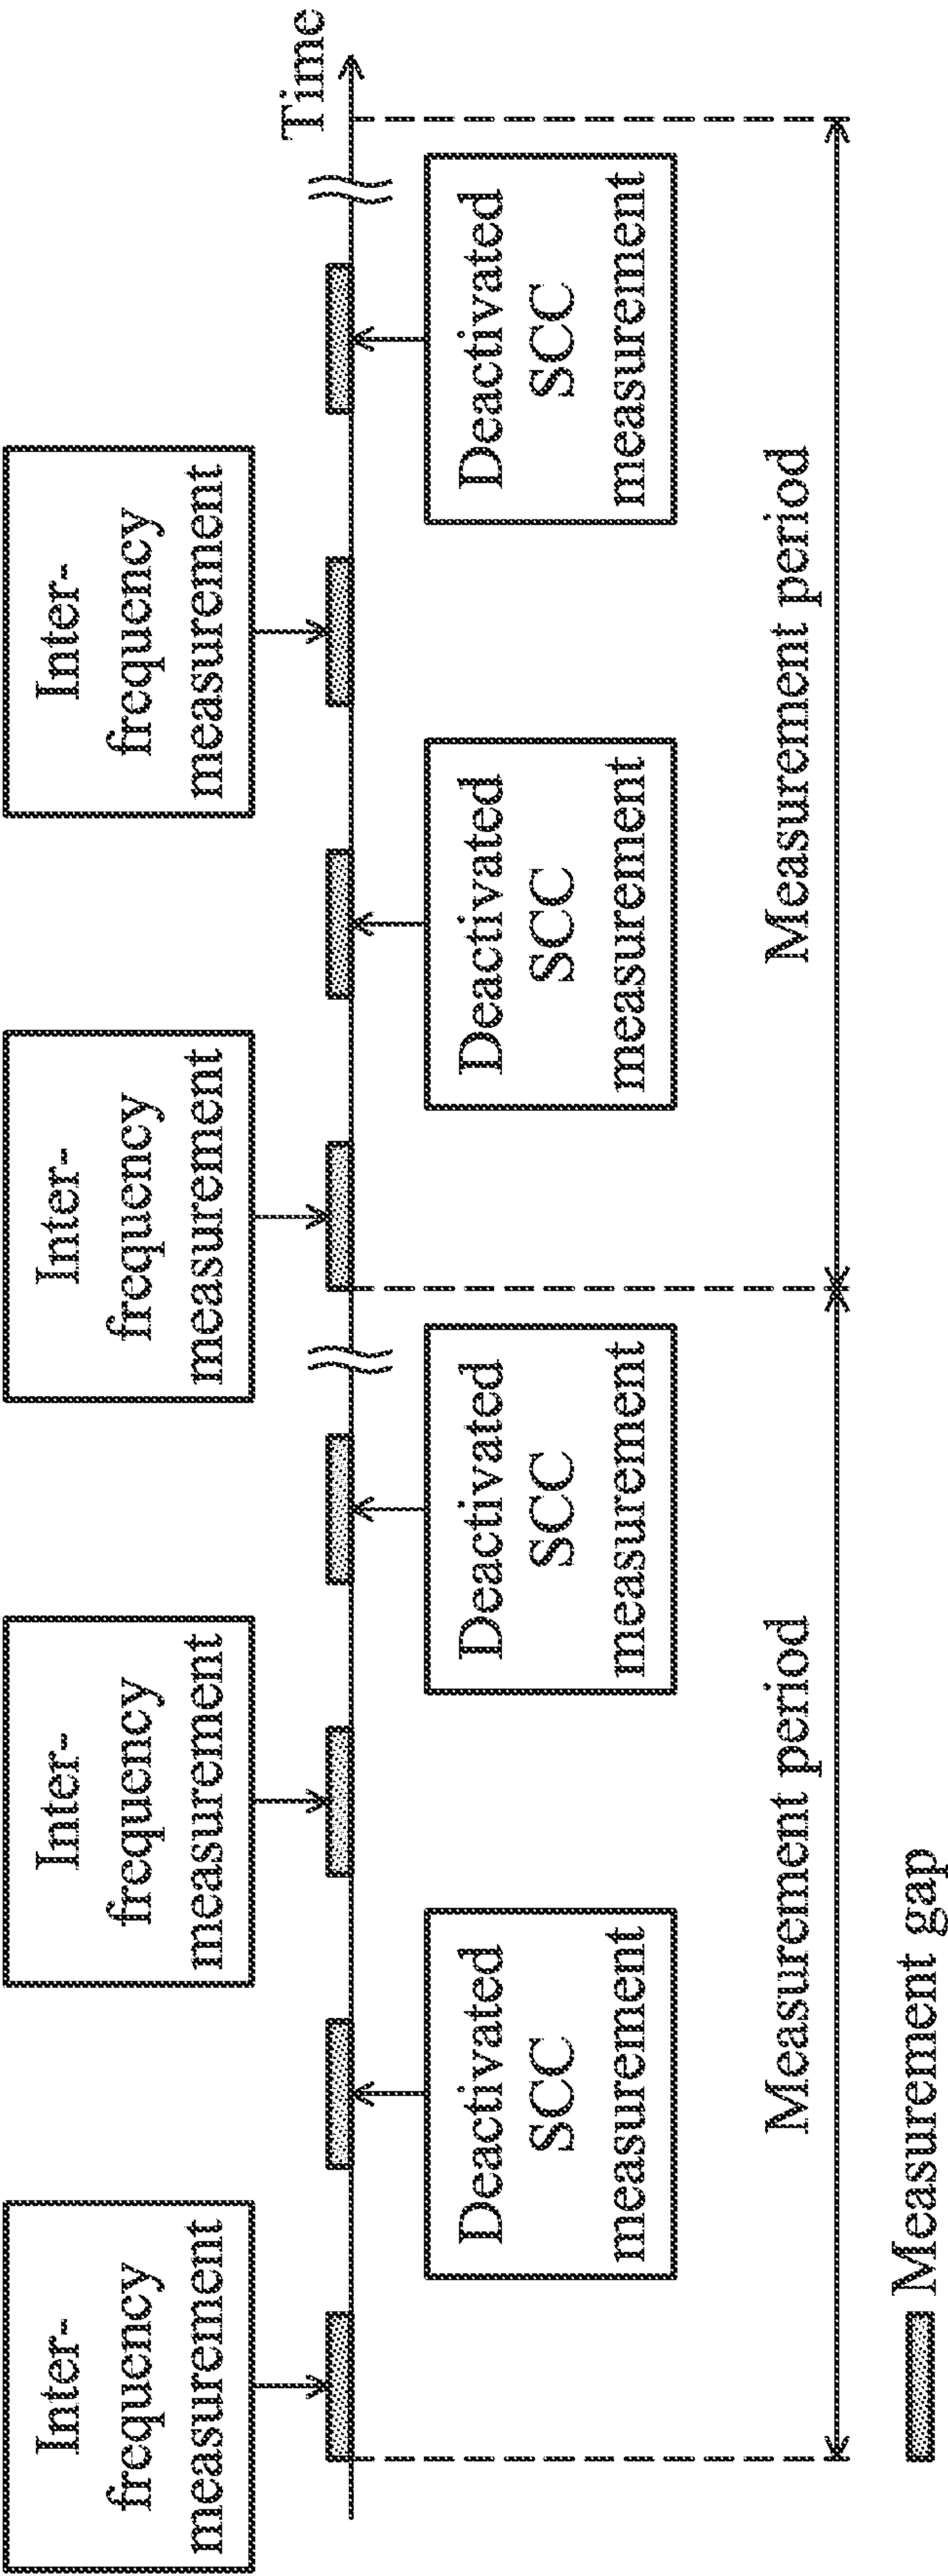 Inter-
frequency
measurement
Inter-
frequency
measurement
Inter-
frequency
measurement
Inter-
frequency
measurement
Time
Deactivated
SCC
measurement
Deactivated
SCC
measurement
Deactivated
SCC
measurement
Deactivated
SCC
measurement
Measurement period
Measurement period
Measurement gap